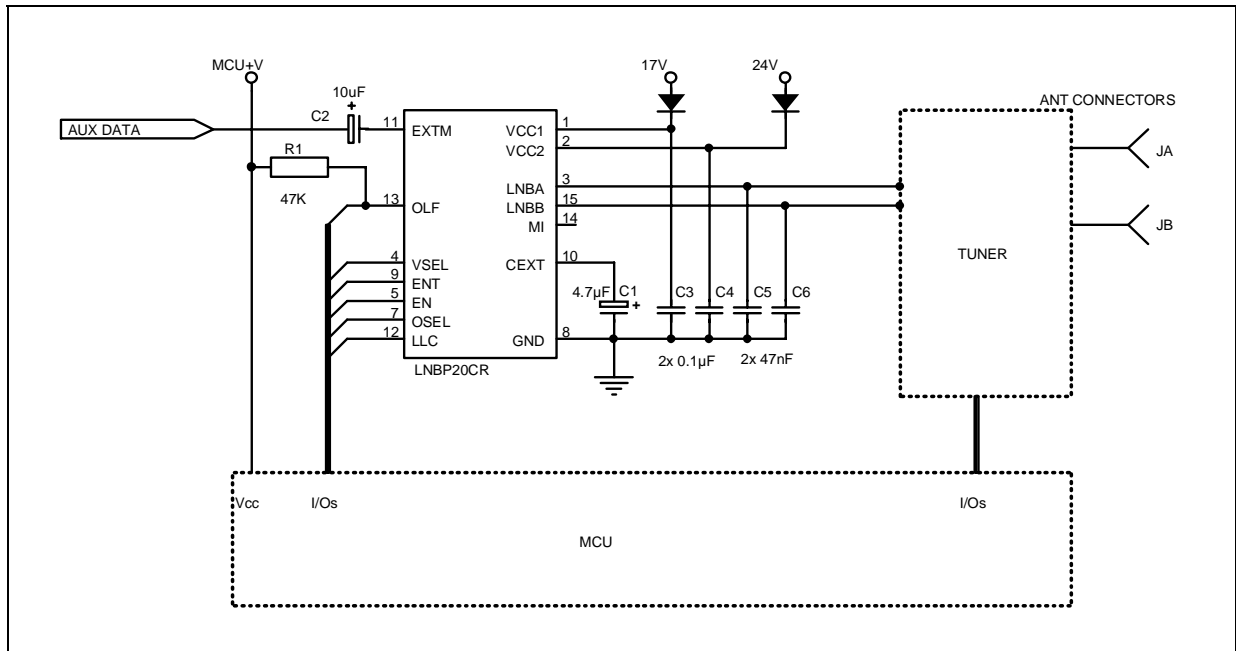 MCU+V
17V
24V
10uF
+
C2
ANT CONNECTORS
AUX DATA
11
EXTM
VCC1
1
VCC2
2
JA
R1
47K
LNBA
3
13
OLF
LNBB
15
MI
14
JB
4
VSEL
CEXT
10
TUNER
9
ENT
4.7µF
C1
+
C3
C4
C5
C6
5
EN
7
OSEL
12
LLC
GND
8
LNBP20CR
2x 0.1µF
2x 47nF
Vcc
I/Os
I/Os
MCU